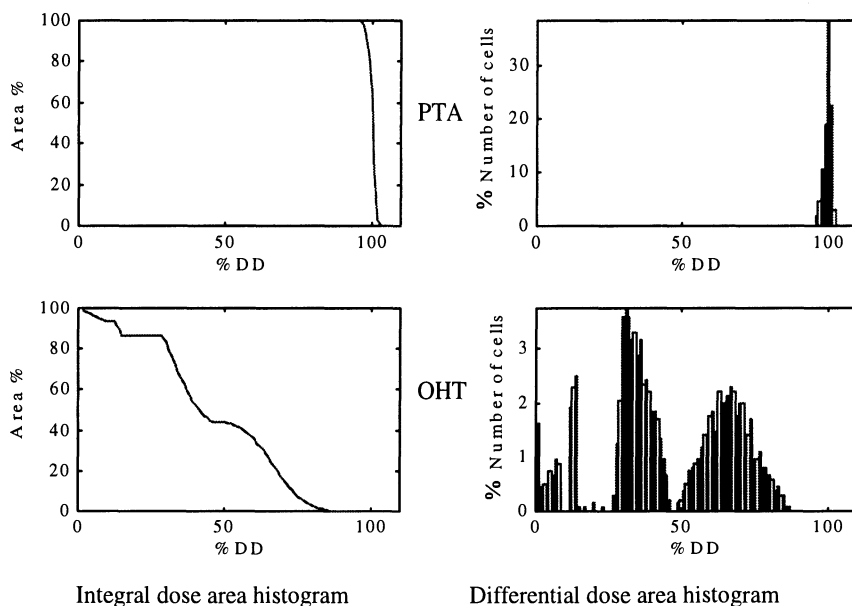 100
80
60
40
20
0
Area %
0 50 100
% DD
PTA
30
20
10
0
% Number of cells
0 50 100
% DD
100
80
60
40
20
0
Area %
0 50 100
% DD
OHT
3
2
1
0
% Number of cells
0 50 100
% DD
Integral dose area histogram
Differential dose area histogram